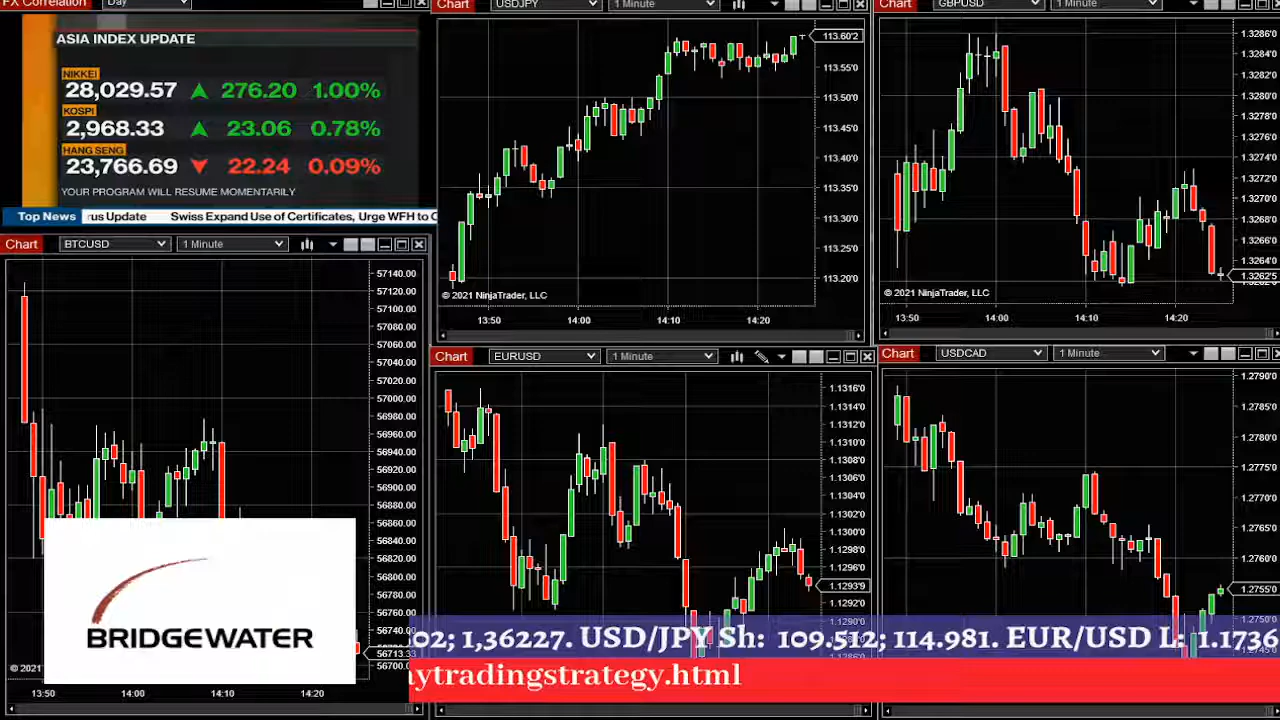 FX Correlation
Day
ASIA INDEX UPDATE
NIKKEI
28,029.57 276.20 1.00%
KOSPI
2,968.33 23.06 0.78%
HANG SENG
23,766.69 22.24 0.09%
YOUR PROGRAM WILL RESUME MOMENTARILY
Top News rus Update Swiss Expand Use of Certificates, Urge WFH to
Chart USDJPY 1 Minute
113.60'2
113.55'0
113.50'0
113.45'0
113.40'0
113.35'0
113.30'0
113.25'0
113.20'0
© 2021 NinjaTrader, LLC
13:50 14:00 14:10 14:20
Chart GBPUSD 1 Minute
1.3286'0
1.3284'0
1.3282'0
1.3280'0
1.3278'0
1.3276'0
1.3274'0
1.3272'0
1.3270'0
1.3268'0
1.3266'0
1.3264'0
1.3262'5
© 2021 NinjaTrader, LLC
13:50 14:00 14:10 14:20
Chart BTCUSD 1 Minute
57140.00
57120.00
57100.00
57080.00
57060.00
57040.00
57020.00
57000.00
56980.00
56960.00
56940.00
56920.00
56900.00
56880.00
56860.00
56840.00
56820.00
56800.00
56780.00
56760.00
56740.00
56713.33
56700.00
© 2021
13:50 14:00 14:10 14:20
Chart EURUSD 1 Minute
1.1316'0
1.1314'0
1.1310'0
1.1308'0
1.1306'0
1.1304'0
1.1302'0
1.1300'0
1.1298'0
1.1296'0
1.1293'9
1.1292'0
1.1290'0
Chart USDCAD 1 Minute
1.2790'0
1.2785'0
1.2780'0
1.2775'0
1.2770'0
1.2765'0
1.2760'0
1.2755'0
1.2750'0
BRIDGEWATER
02; 1,36227. USD/JPY Sh: 109.512; 114.981. EUR/USD L: 1.1736
ytradingstrategy.html